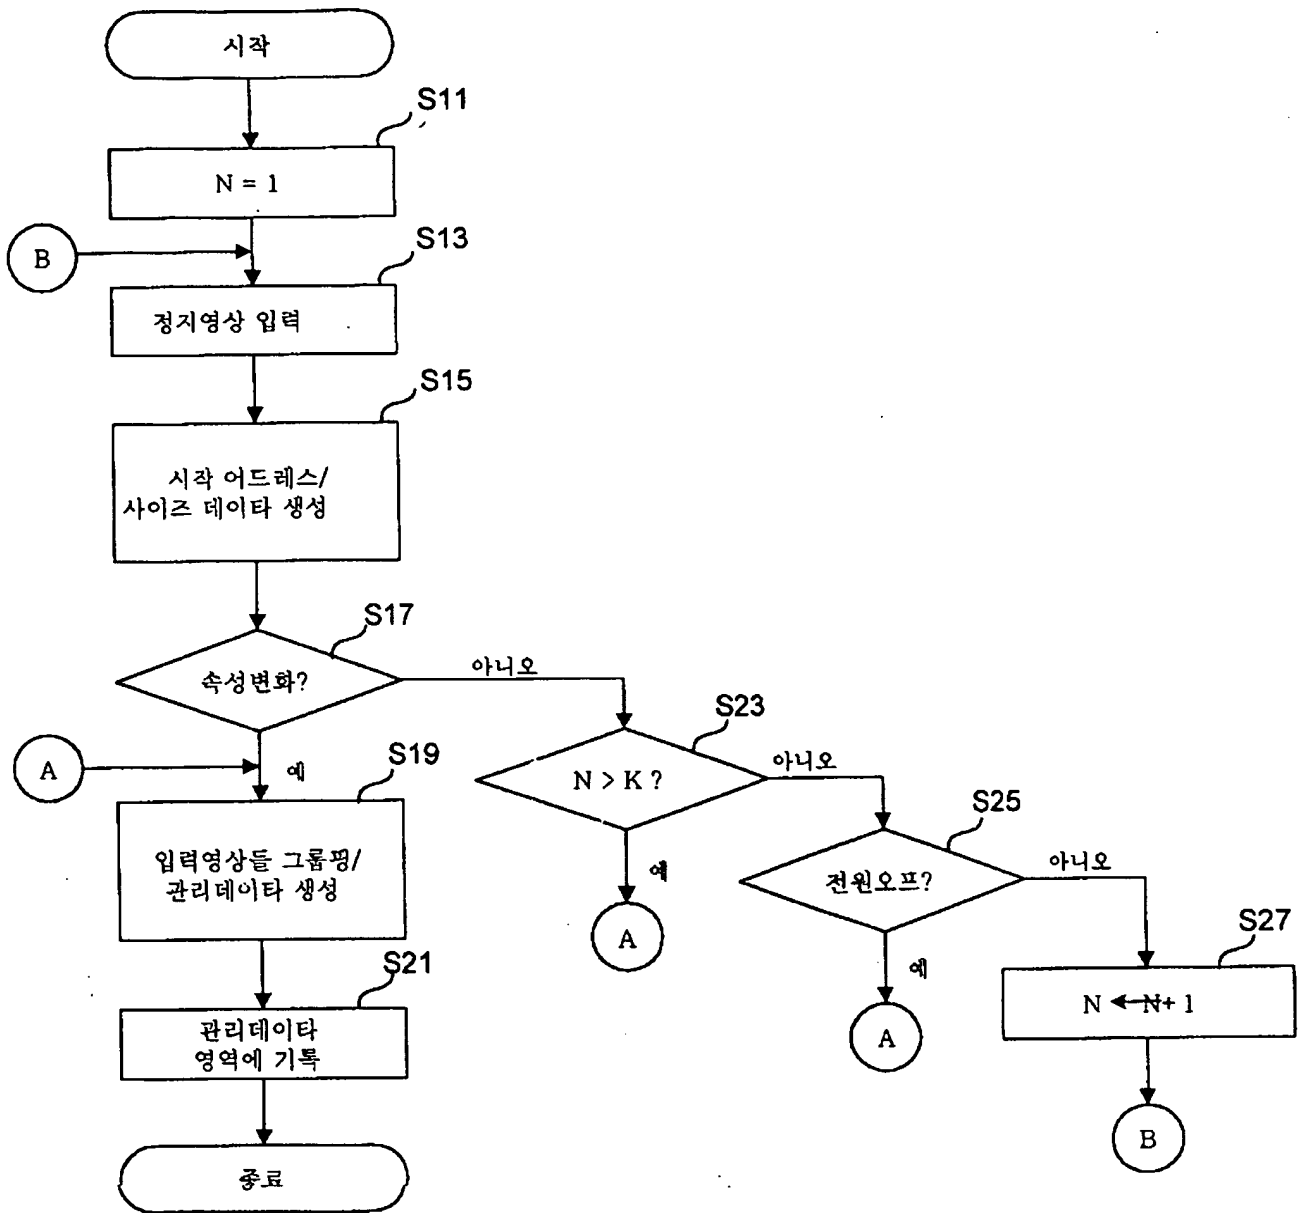 시작
S11
N = 1
B
S13
정지영상 입력
S15
시작 어드레스/
사이즈 데이타 생성
S17
속성변화?
아니오
S23
N > K ?
아니오
A
예
S19
입력영상들 그룹핑/
관리데이타 생성
예
A
S25
전원오프?
아니오
예
A
S27
N ← N+ 1
B
S21
관리데이타
영역에 기록
종료